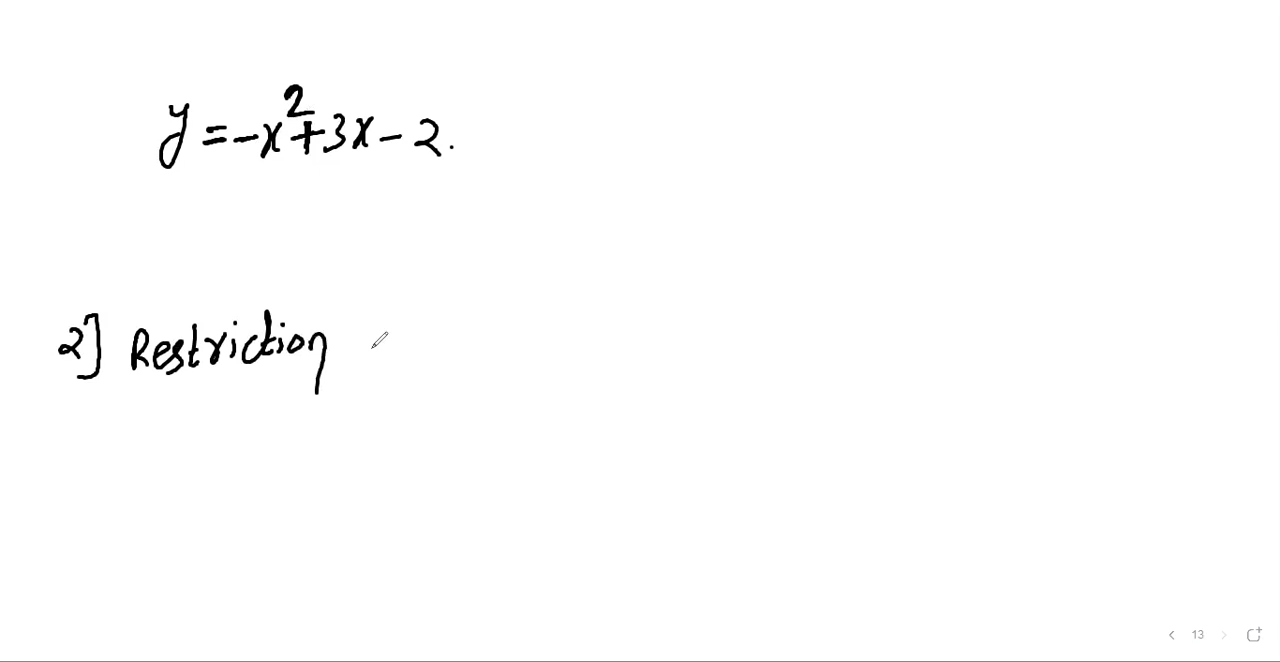 y = -x²+3x - 2.
2] Restriction
13